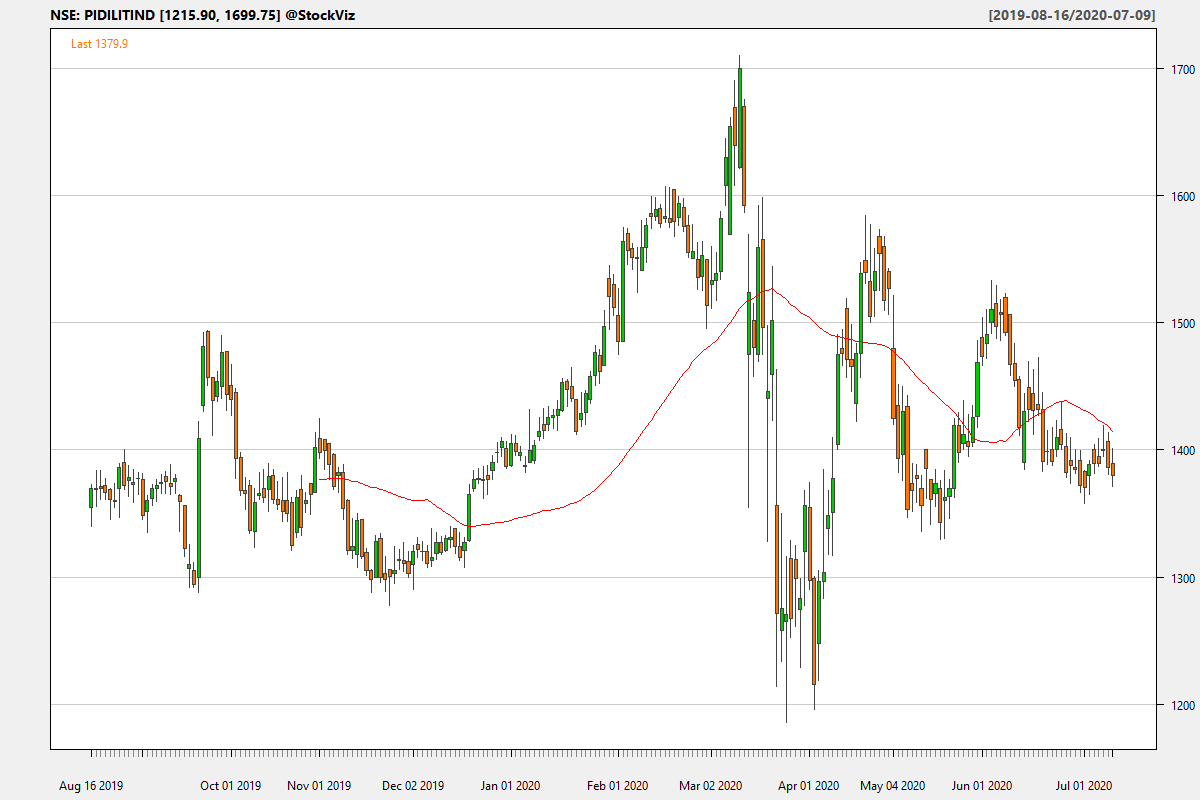 NSE: PIDILITIND [1215.90, 1699.75] @StockViz [2019-08-16/2020-07-09]
Last 1379.9
1700
1600
1500
1400
1300
1200
Aug 16 2019 Oct 01 2019 Nov 01 2019 Dec 02 2019 Jan 01 2020 Feb 01 2020 Mar 02 2020 Apr 01 2020 May 04 2020 Jun 01 2020 Jul 01 2020